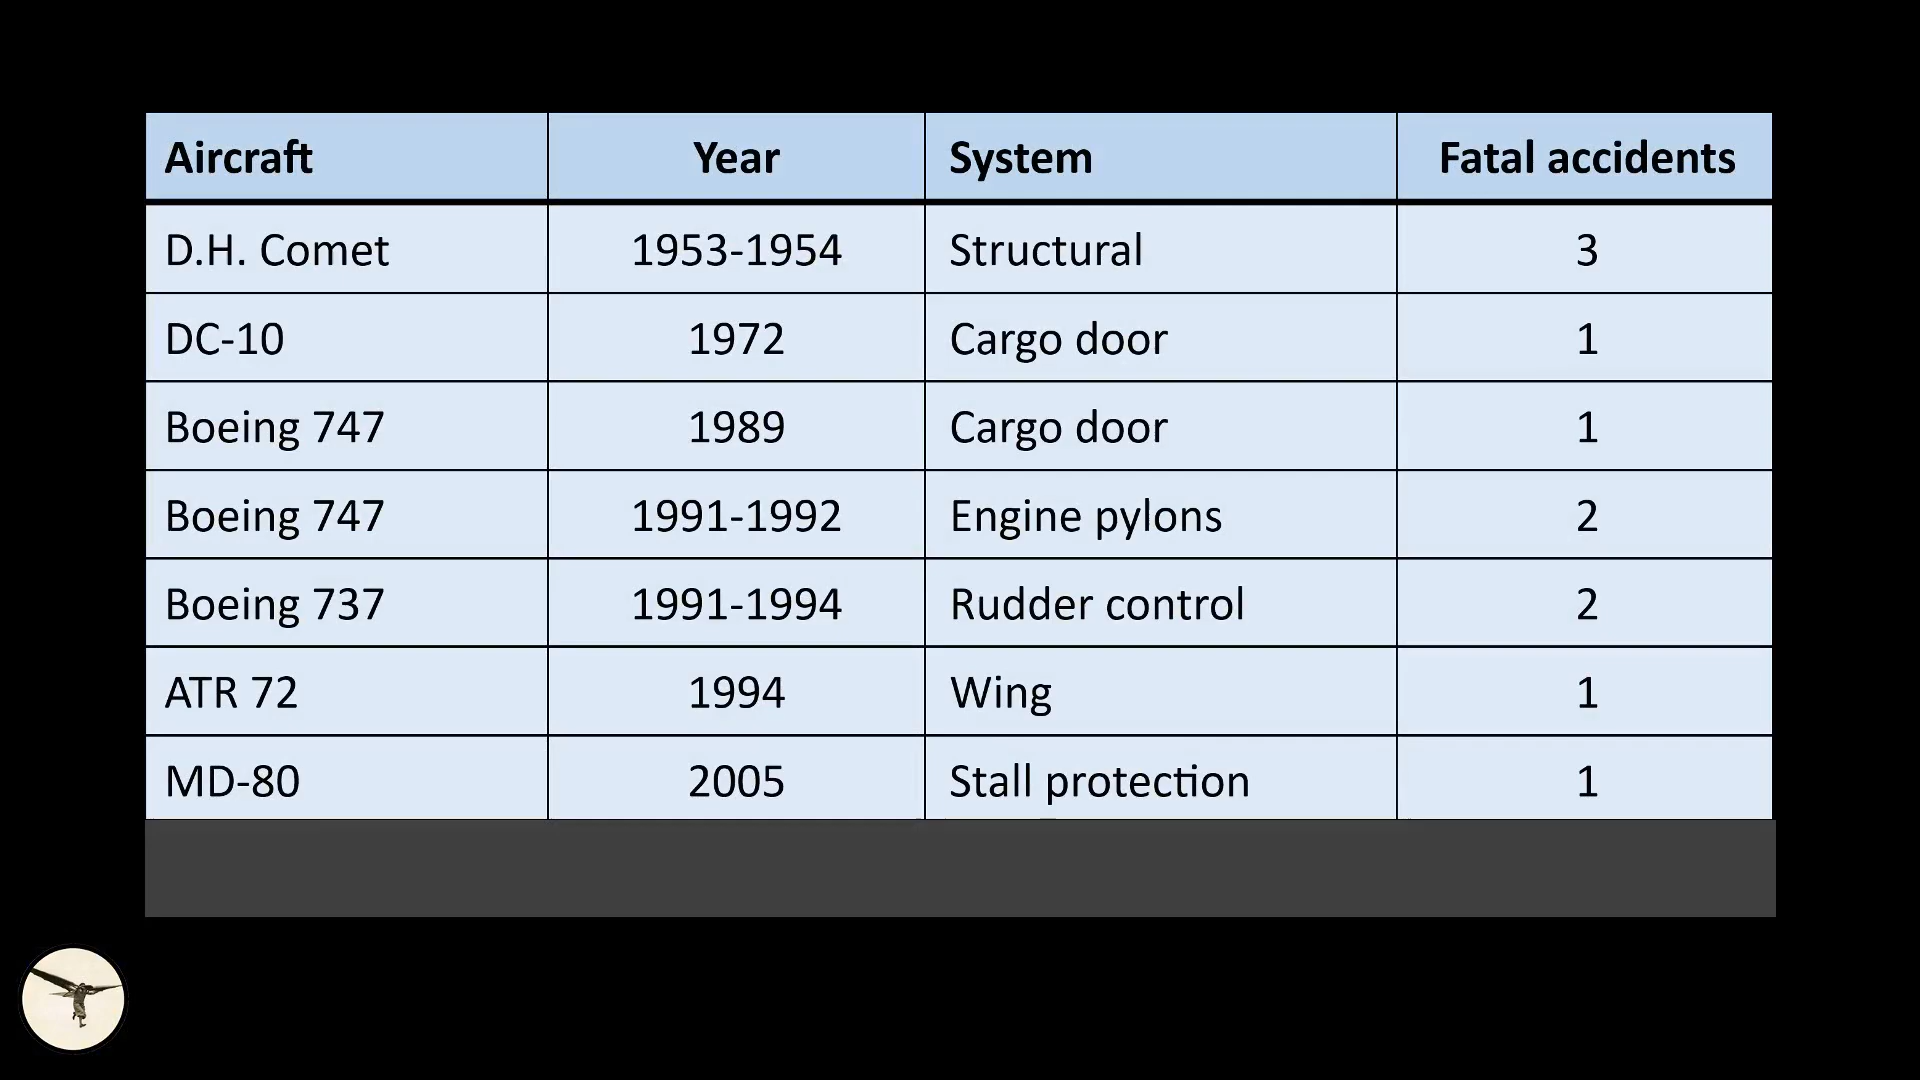 Aircraft Year System Fatal accidents
D.H. Comet 1953-1954 Structural 3
DC-10 1972 Cargo door 1
Boeing 747 1989 Cargo door 1
Boeing 747 1991-1992 Engine pylons 2
Boeing 737 1991-1994 Rudder control 2
ATR 72 1994 Wing 1
MD-80 2005 Stall protection 1